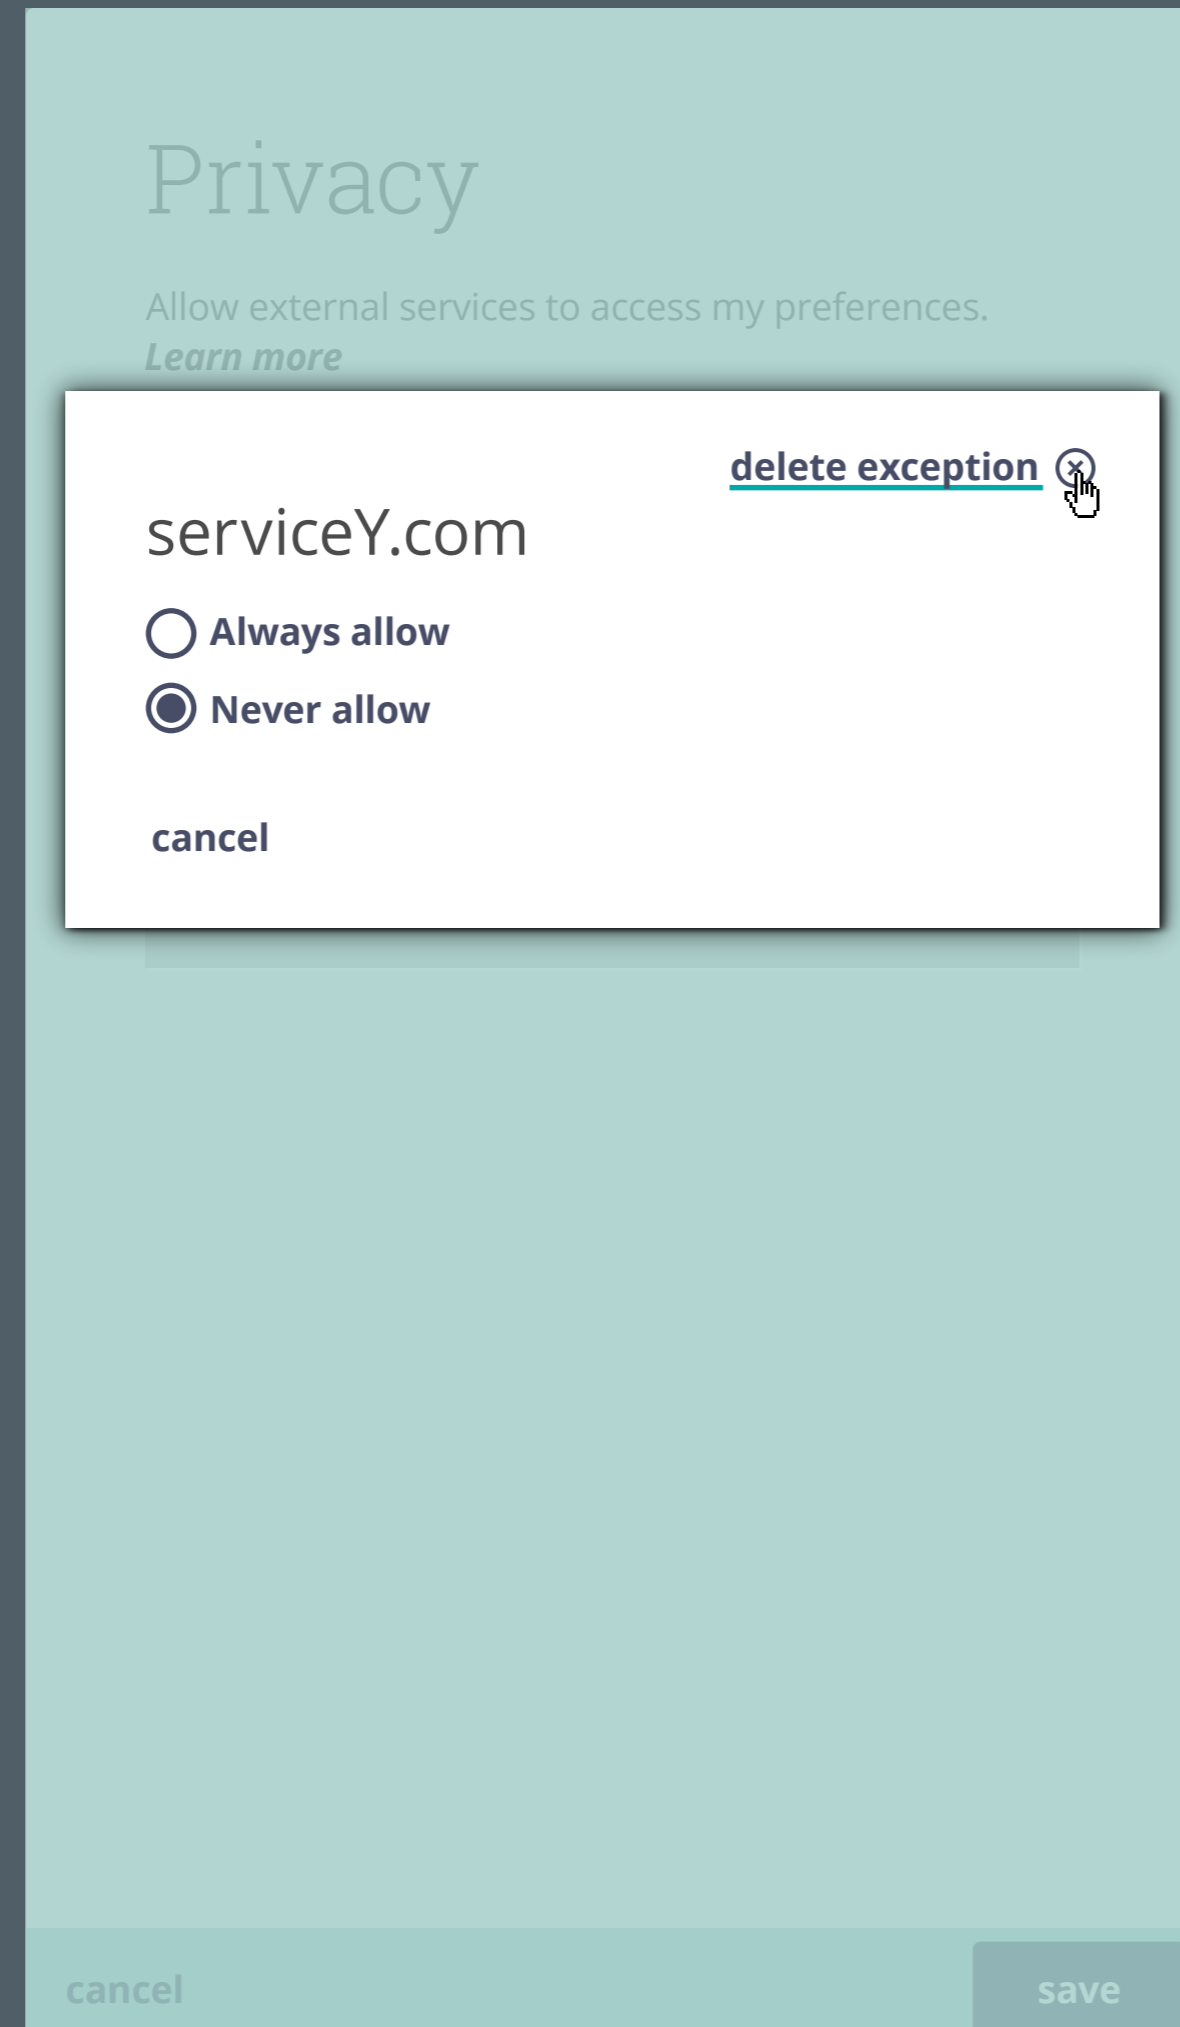 Privacy
Allow external services to access my preferences.
Learn more
delete exception
serviceY.com
Always allow
Never allow
cancel
cancel
save